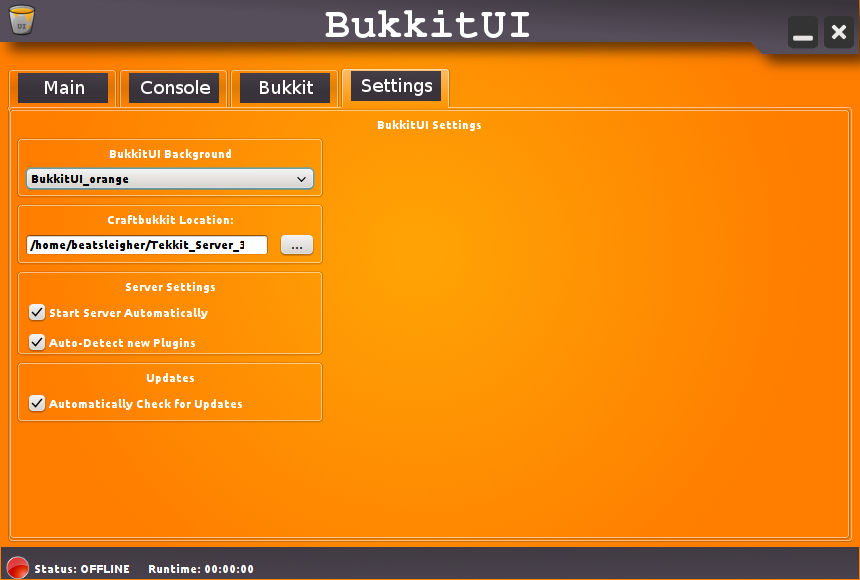 UI
BukkitUI
Main
Console
Bukkit
Settings
BukkitUI Settings
BukkitUI Background
BukkitUI_orange
Craftbukkit Location:
/home/beatsleigher/Tekkit_Server_3
...
Server Settings
Start Server Automatically
Auto-Detect new Plugins
Updates
Automatically Check for Updates
Status: OFFLINE Runtime: 00:00:00